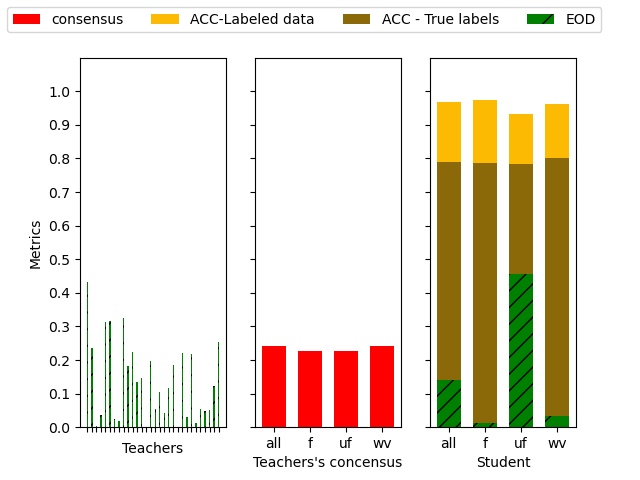 consensus ACC-Labeled data ACC - True labels EOD
1.0
0.9
0.8
0.7
0.6
0.5
0.4
0.3
0.2
0.1
0.0
Metrics
all f uf wv all f uf wv
Teachers Teachers's concensus Student